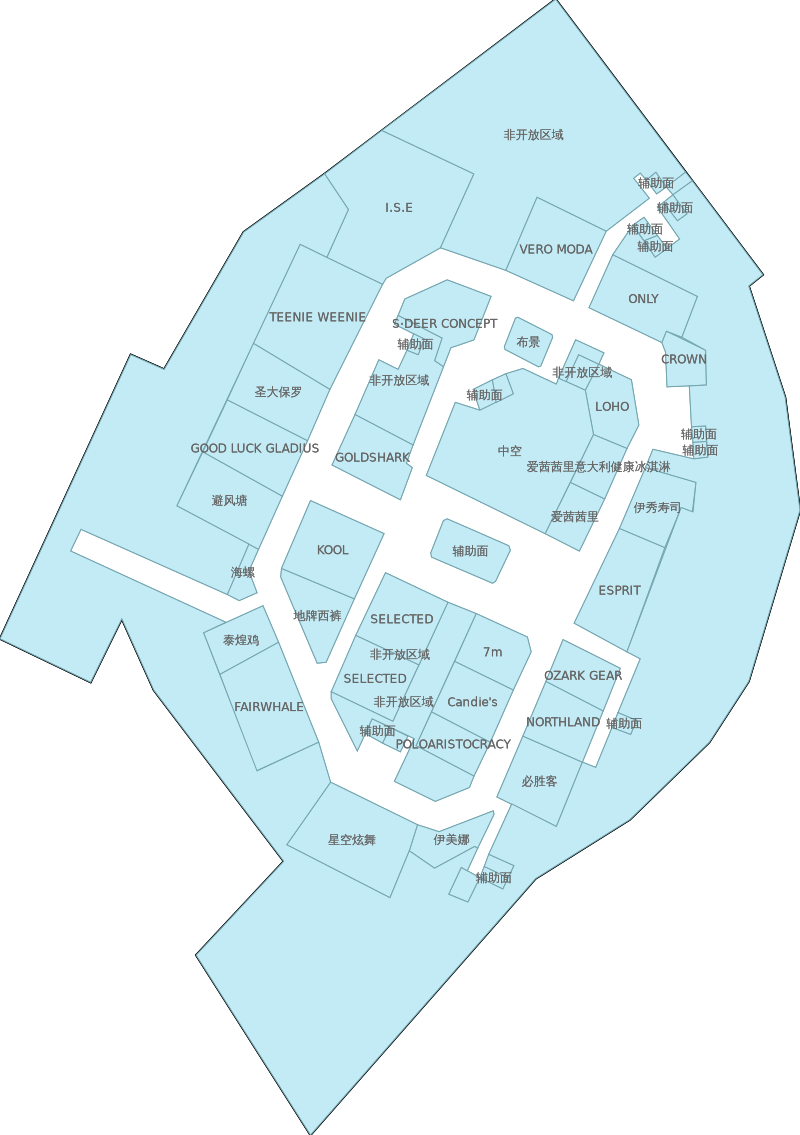 非开放区域
辅助面
I.S.E
辅助面
辅助面
辅助面
VERO MODA
ONLY
TEENIE WEENIE
S·DEER CONCEPT
辅助面
布景
CROWN
非开放区域
非开放区域
圣大保罗
辅助面
LOHO
辅助面
GOOD LUCK GLADIUS
中空
辅助面
GOLDSHARK
爱茜茜里意大利健康冰淇淋
避风塘
伊秀寿司
爱茜茜里
KOOL
辅助面
海螺
ESPRIT
地牌西裤
SELECTED
泰煌鸡
非开放区域
7m
SELECTED
OZARK GEAR
非开放区域
Candie's
FAIRWHALE
NORTHLAND
辅助面
辅助面
POLOARISTOCRACY
必胜客
星空炫舞
伊美娜
辅助面